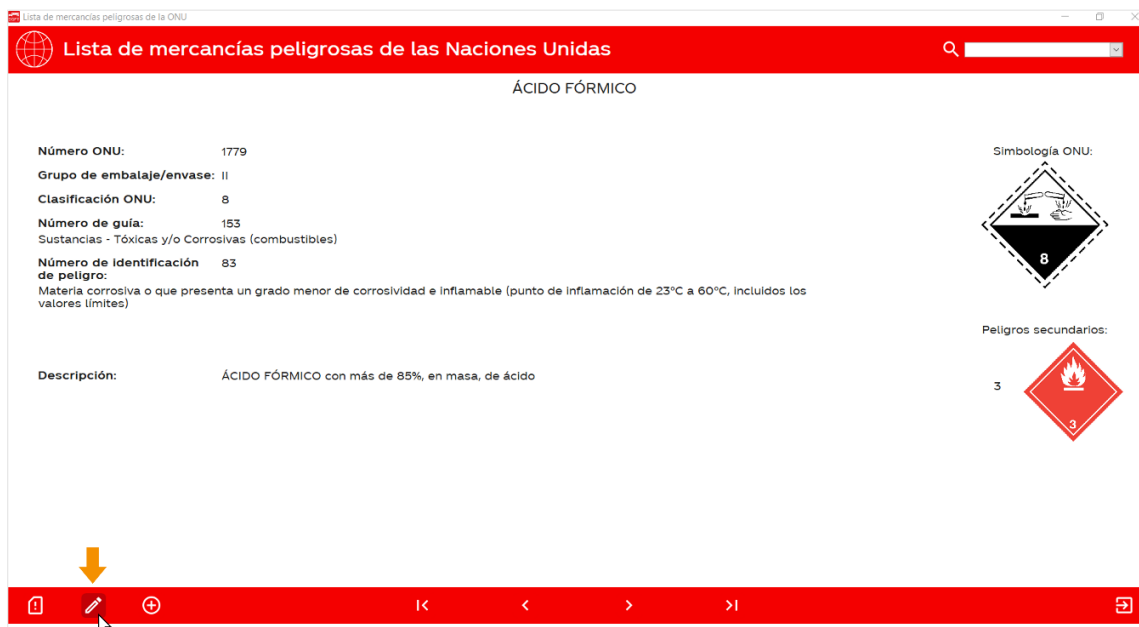 Lista de mercancías peligrosas de la ONU
Lista de mercancías peligrosas de las Naciones Unidas
ÁCIDO FÓRMICO
Número ONU: 1779
Grupo de embalaje/envase: II
Clasificación ONU: 8
Número de guía: 153
Sustancias - Tóxicas y/o Corrosivas (combustibles)
Número de identificación de peligro: 83
Materia corrosiva o que presenta un grado menor de corrosividad e inflamable (punto de inflamación de 23°C a 60°C, incluidos los
valores límites)
Descripción: ÁCIDO FÓRMICO con más de 85%, en masa, de ácido
Simbología ONU:
8
Peligros secundarios:
3
3